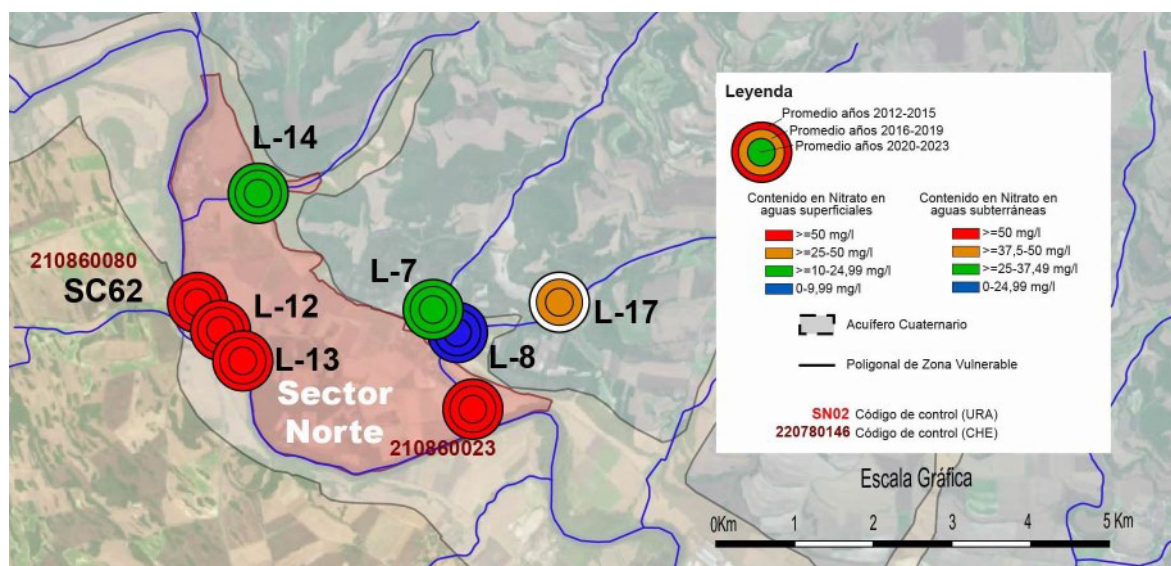 L-14
210860080
SC62
L-12
L-13
L-7
L-8
L-17
Sector
Norte
210860023
Leyenda
Promedio años 2012-2015
Promedio años 2016-2019
Promedio años 2020-2023
Contenido en Nitrato en
aguas superficiales
>=50 mg/l
>=25-50 mg/l
>=10-24,99 mg/l
0-9,99 mg/l
Contenido en Nitrato en
aguas subterráneas
>=50 mg/l
>=37,5-50 mg/l
>=25-37,49 mg/l
0-24,99 mg/l
Acuífero Cuaternario
Poligonal de Zona Vulnerable
SN02 Código de control (URA)
220780146 Código de control (CHE)
Escala Gráfica
0Km 1 2 3 4 5 Km